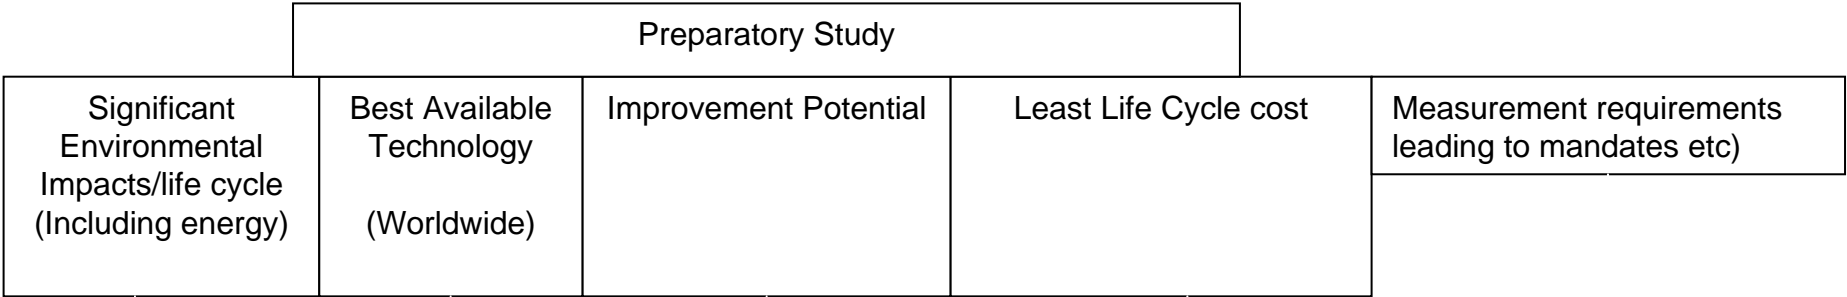 Preparatory Study
Significant
Environmental
Impacts/life cycle
(Including energy)
Best Available
Technology
(Worldwide)
Improvement Potential
Least Life Cycle cost
Measurement requirements
leading to mandates etc)